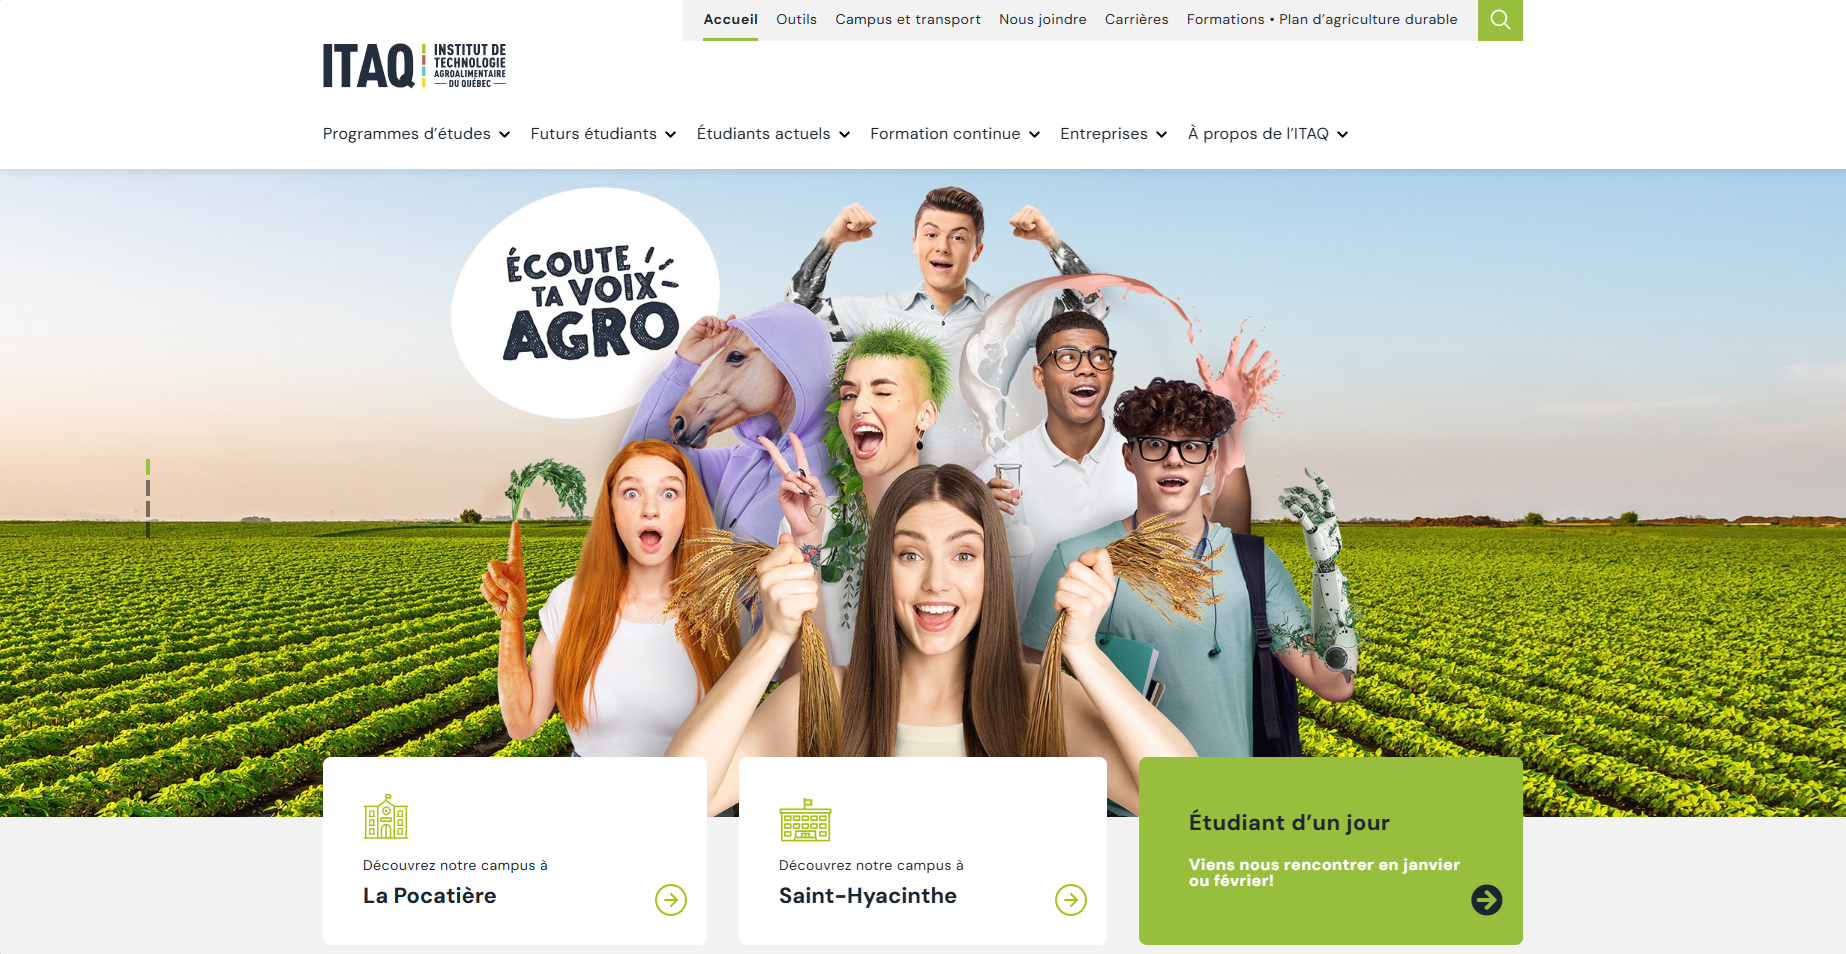 Accueil Outils Campus et transport Nous joindre Carrières Formations • Plan d’agriculture durable
ITAQ
INSTITUT DE
TECHNOLOGIE
AGROALIMENTAIRE
DU QUÉBEC
Programmes d’études Futurs étudiants Étudiants actuels Formation continue Entreprises À propos de l’ITAQ
ÉCOUTE
TA VOIX
AGRO
Découvrez notre campus à
La Pocatière
Découvrez notre campus à
Saint-Hyacinthe
Étudiant d’un jour
Viens nous rencontrer en janvier
ou février!